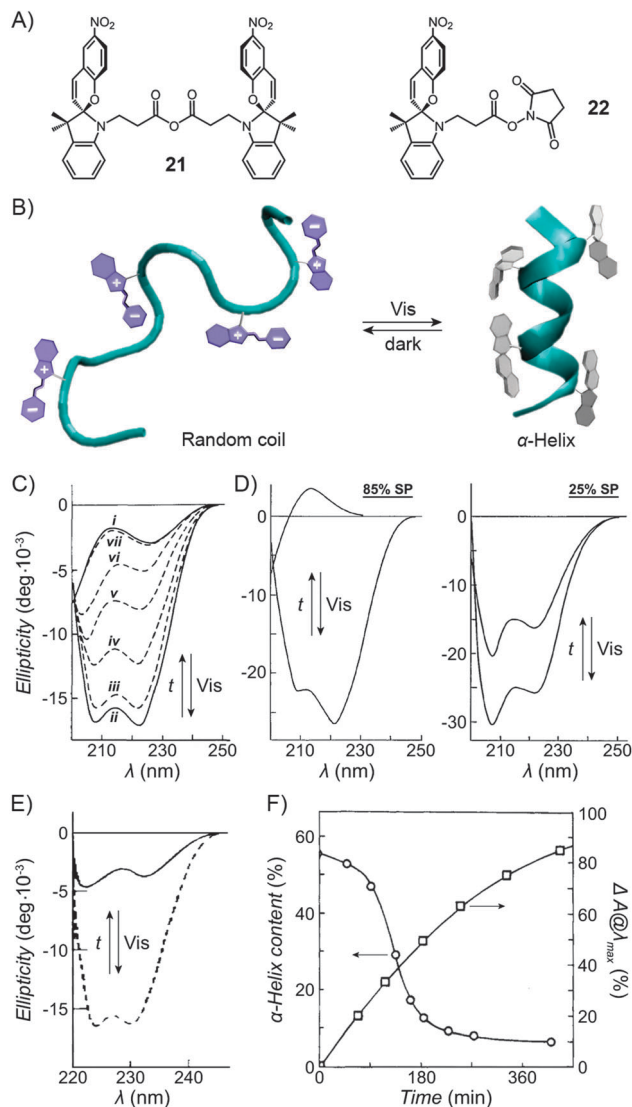 A)
NO₂
NO₂
NO₂
O
O
O
O
O
O
N
O
N
N
O
O
N
O
21
22
B)
+
−
+
−
+
−
+
−
Vis
dark
Random coil
α-Helix
C)
D)
85% SP
25% SP
Ellipticity (deg·10⁻³)
0
-5
-10
-15
i
vii
vi
v
iv
iii
ii
t
Vis
210
230
250
λ (nm)
0
-10
-20
t
Vis
210
230
250
λ (nm)
0
-10
-20
-30
t
Vis
210
230
250
λ (nm)
E)
F)
Ellipticity (deg·10⁻³)
0
-5
-10
-15
t
Vis
220
230
240
λ (nm)
α-Helix content (%)
60
40
20
0
0
180
360
Time (min)
100
80
60
40
20
0
Δ A@λmax (%)